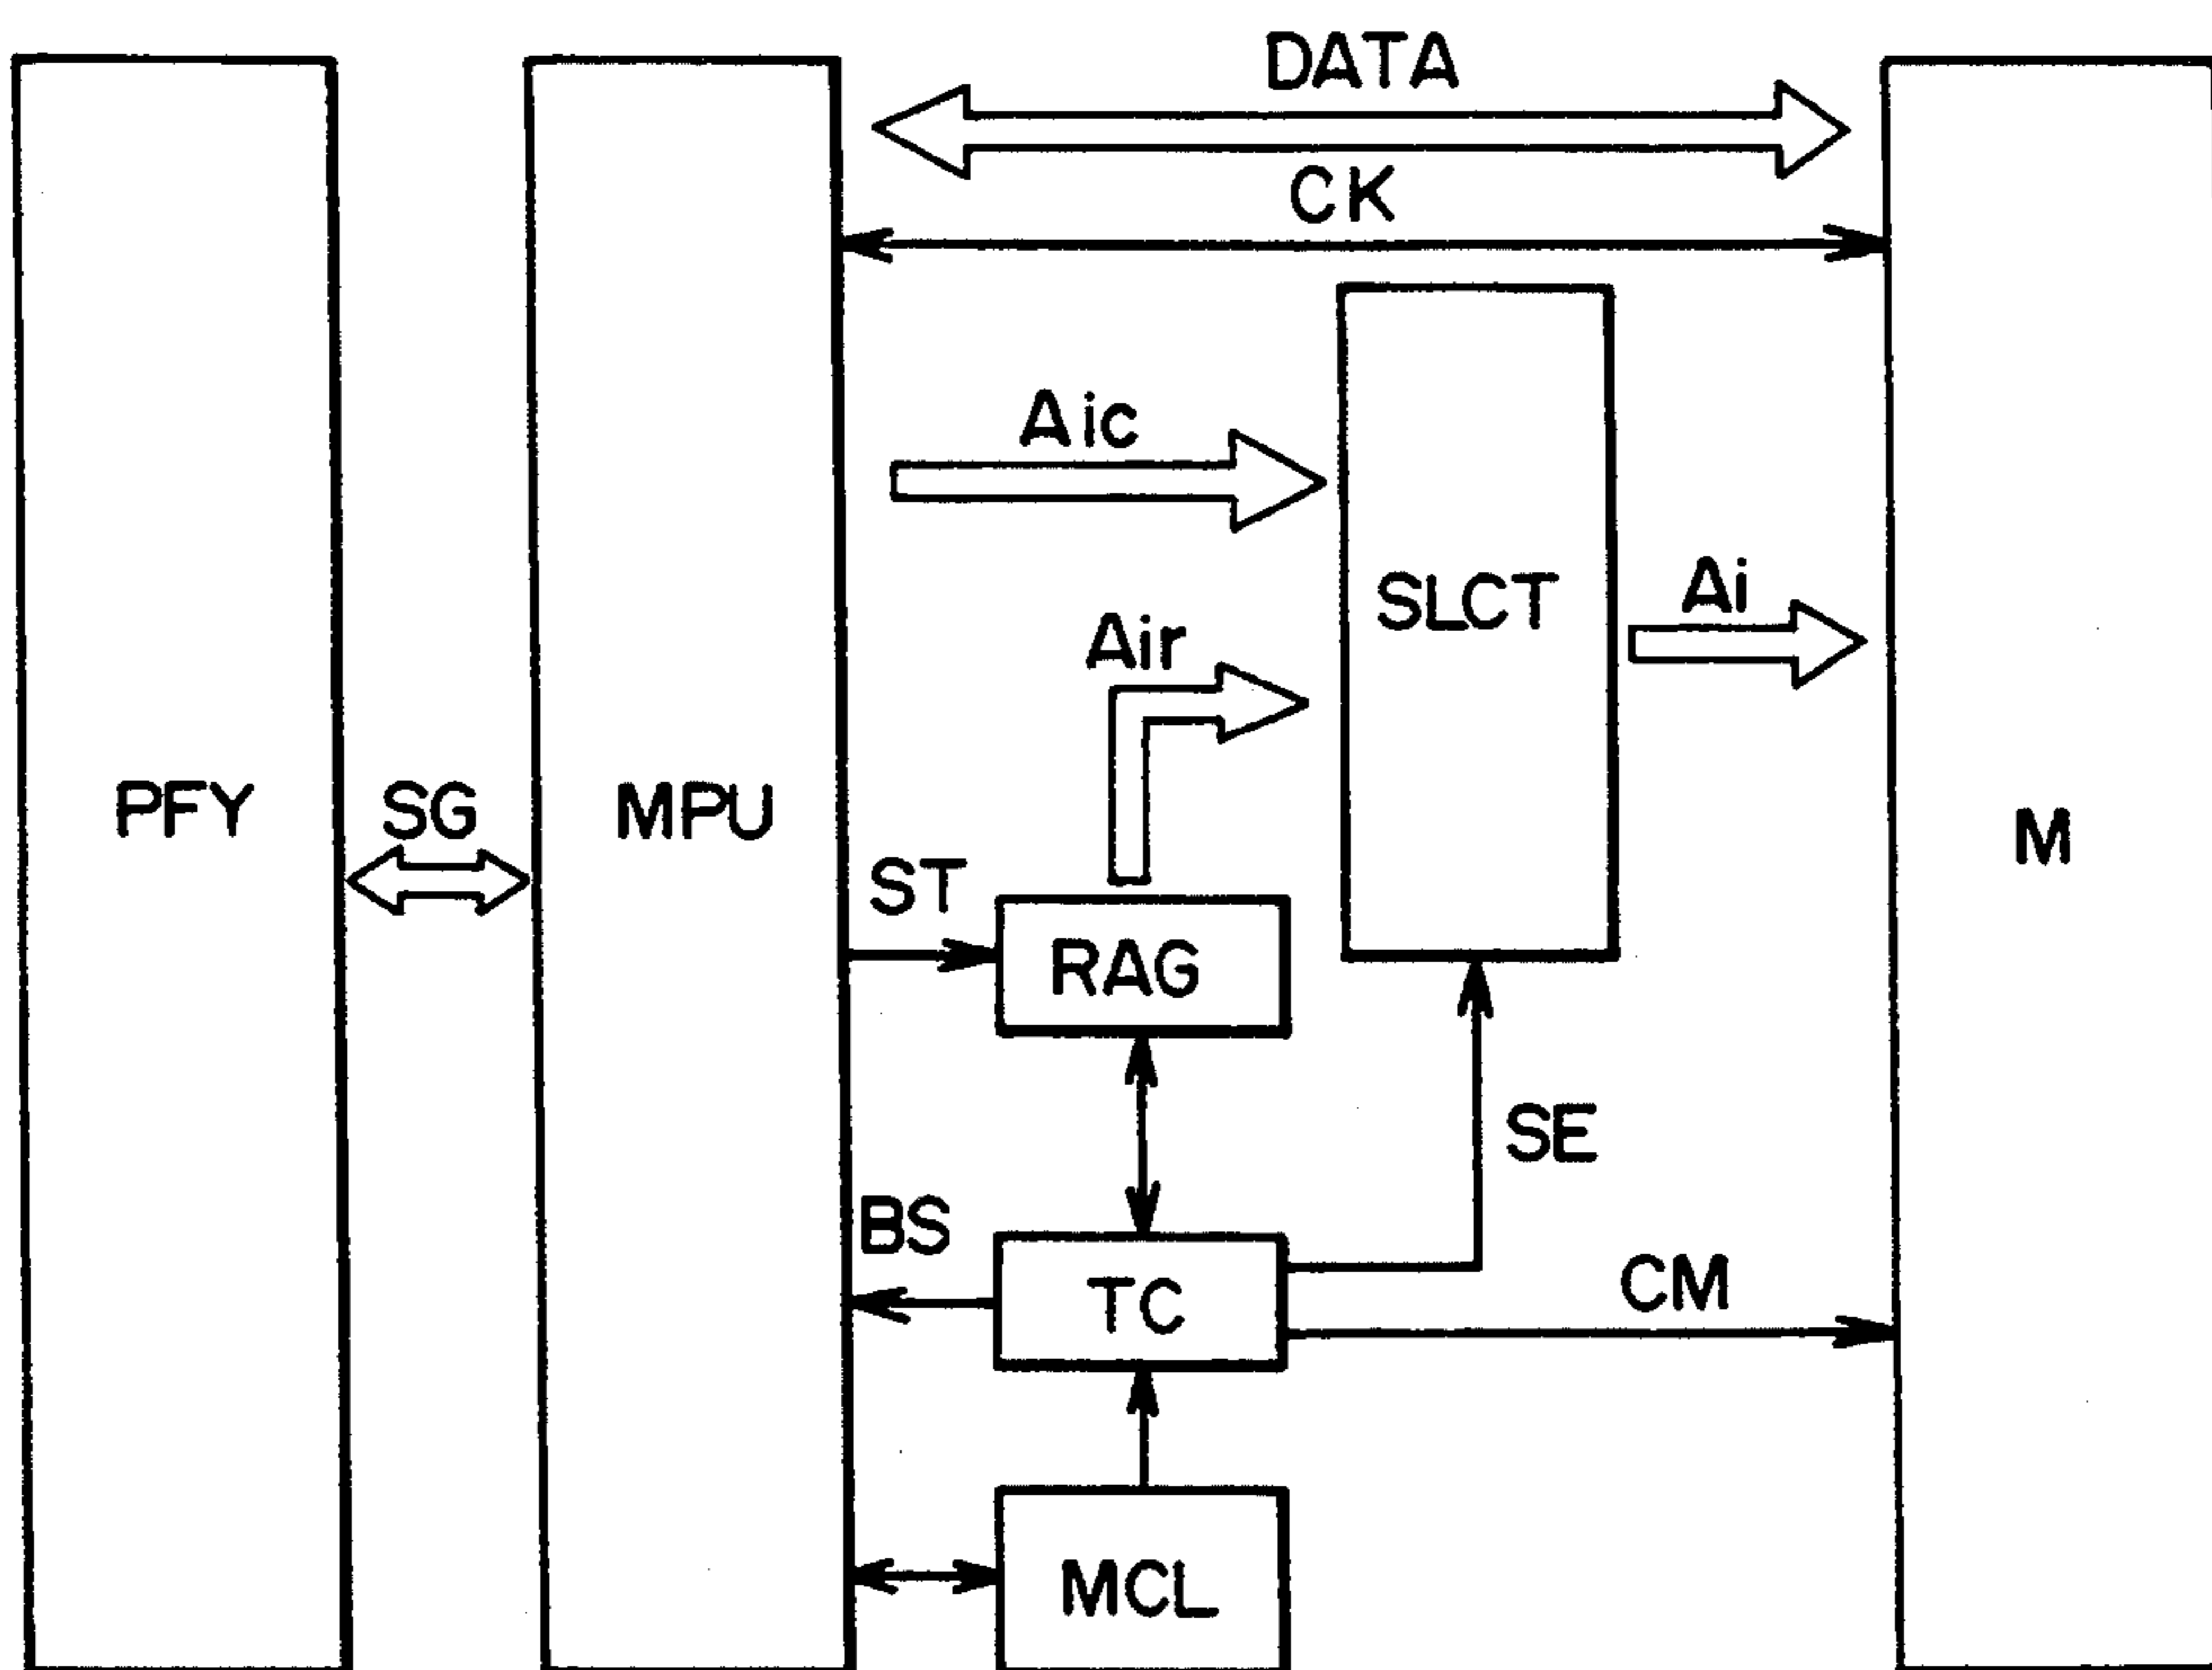 DATA
CK
Aic
SLCT
Ai
Air
PFY
SG
MPU
M
ST
RAG
SE
BS
TC
CM
MCL